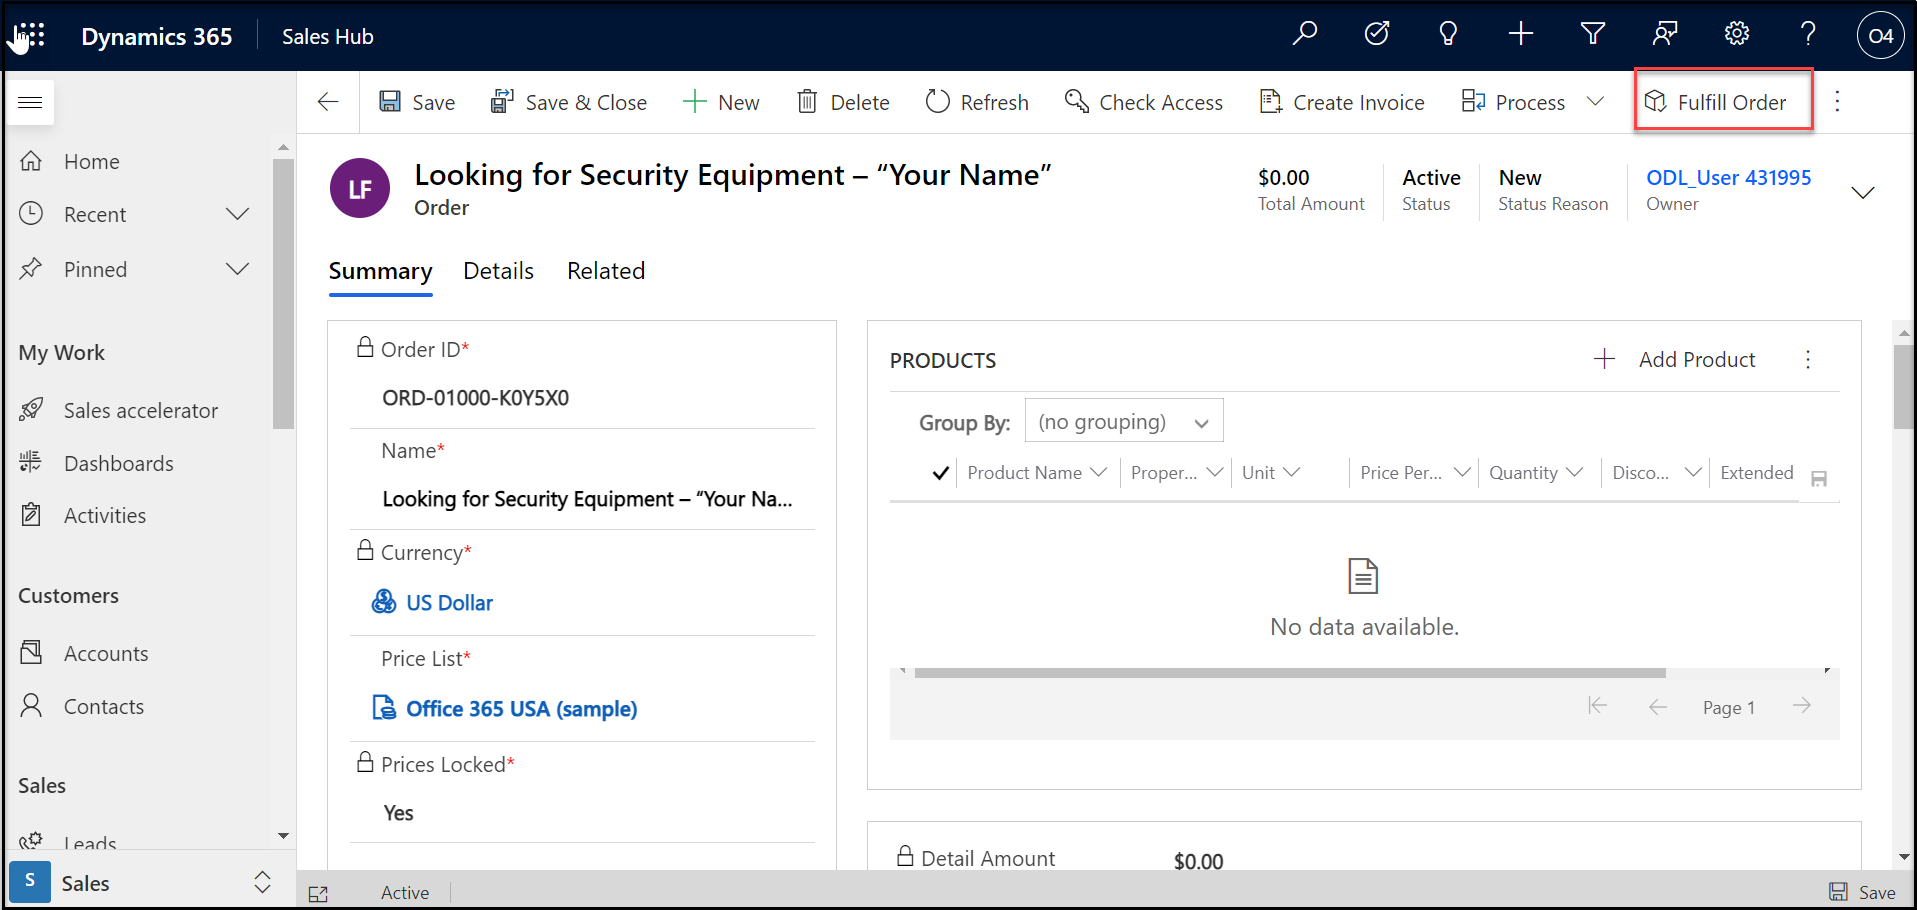 Dynamics 365 Sales Hub O4
Save Save & Close New Delete Refresh Check Access Create Invoice Process Fulfill Order
Home
Recent
Pinned
My Work
Sales accelerator
Dashboards
Activities
Customers
Accounts
Contacts
Sales
Leads
S Sales
LF
Looking for Security Equipment – “Your Name”
Order
$0.00
Total Amount
Active
Status
New
Status Reason
ODL_User 431995
Owner
Summary Details Related
Order ID*
ORD-01000-K0Y5X0
Name*
Looking for Security Equipment – “Your Na...
Currency*
US Dollar
Price List*
Office 365 USA (sample)
Prices Locked*
Yes
PRODUCTS
Add Product
Group By: (no grouping)
Product Name Proper... Unit Price Per... Quantity Disco... Extended
No data available.
Page 1
Detail Amount $0.00
Active
Save